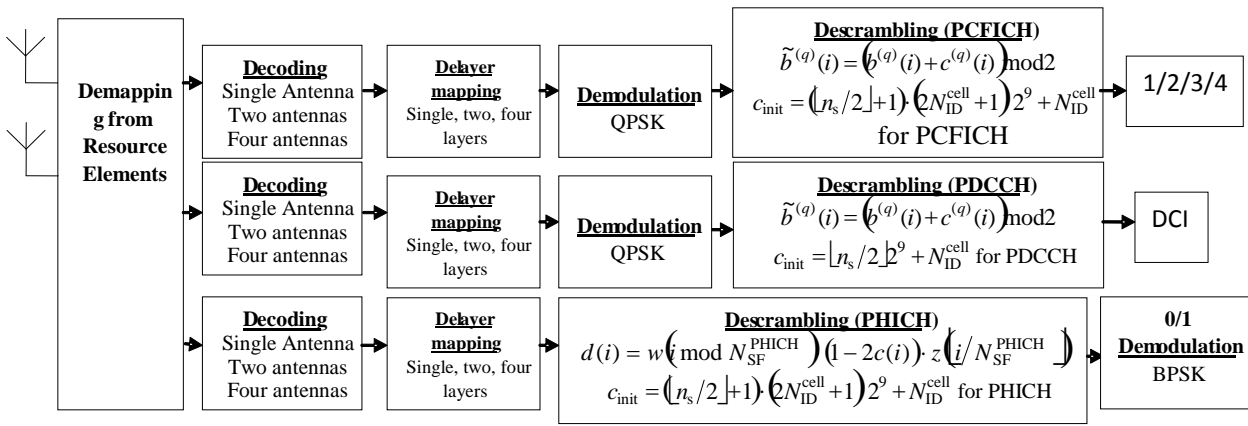 Demappin
g from
Resource
Elements
Decoding
Single Antenna
Two antennas
Four antennas
Delayer
mapping
Single, two, four
layers
Demodulation
QPSK
Descrambling (PCFICH)
b̃^(q)(i) = (b^(q)(i) + c^(q)(i))mod2
c_init = (⌊n_s/2⌋+1)·(2N_ID^cell +1)2^9 + N_ID^cell
for PCFICH
1/2/3/4
Decoding
Single Antenna
Two antennas
Four antennas
Delayer
mapping
Single, two, four
layers
Demodulation
QPSK
Descrambling (PDCCH)
b̃^(q)(i) = (b^(q)(i) + c^(q)(i))mod2
c_init = ⌊n_s/2⌋2^9 + N_ID^cell for PDCCH
DCI
Decoding
Single Antenna
Two antennas
Four antennas
Delayer
mapping
Single, two, four
layers
Descrambling (PHICH)
d(i) = w(i mod N_SF^PHICH)(1 − 2c(i))· z(⌊i/N_SF^PHICH⌋)
c_init = (⌊n_s/2⌋+1)·(2N_ID^cell +1)2^9 + N_ID^cell for PHICH
0/1
Demodulation
BPSK